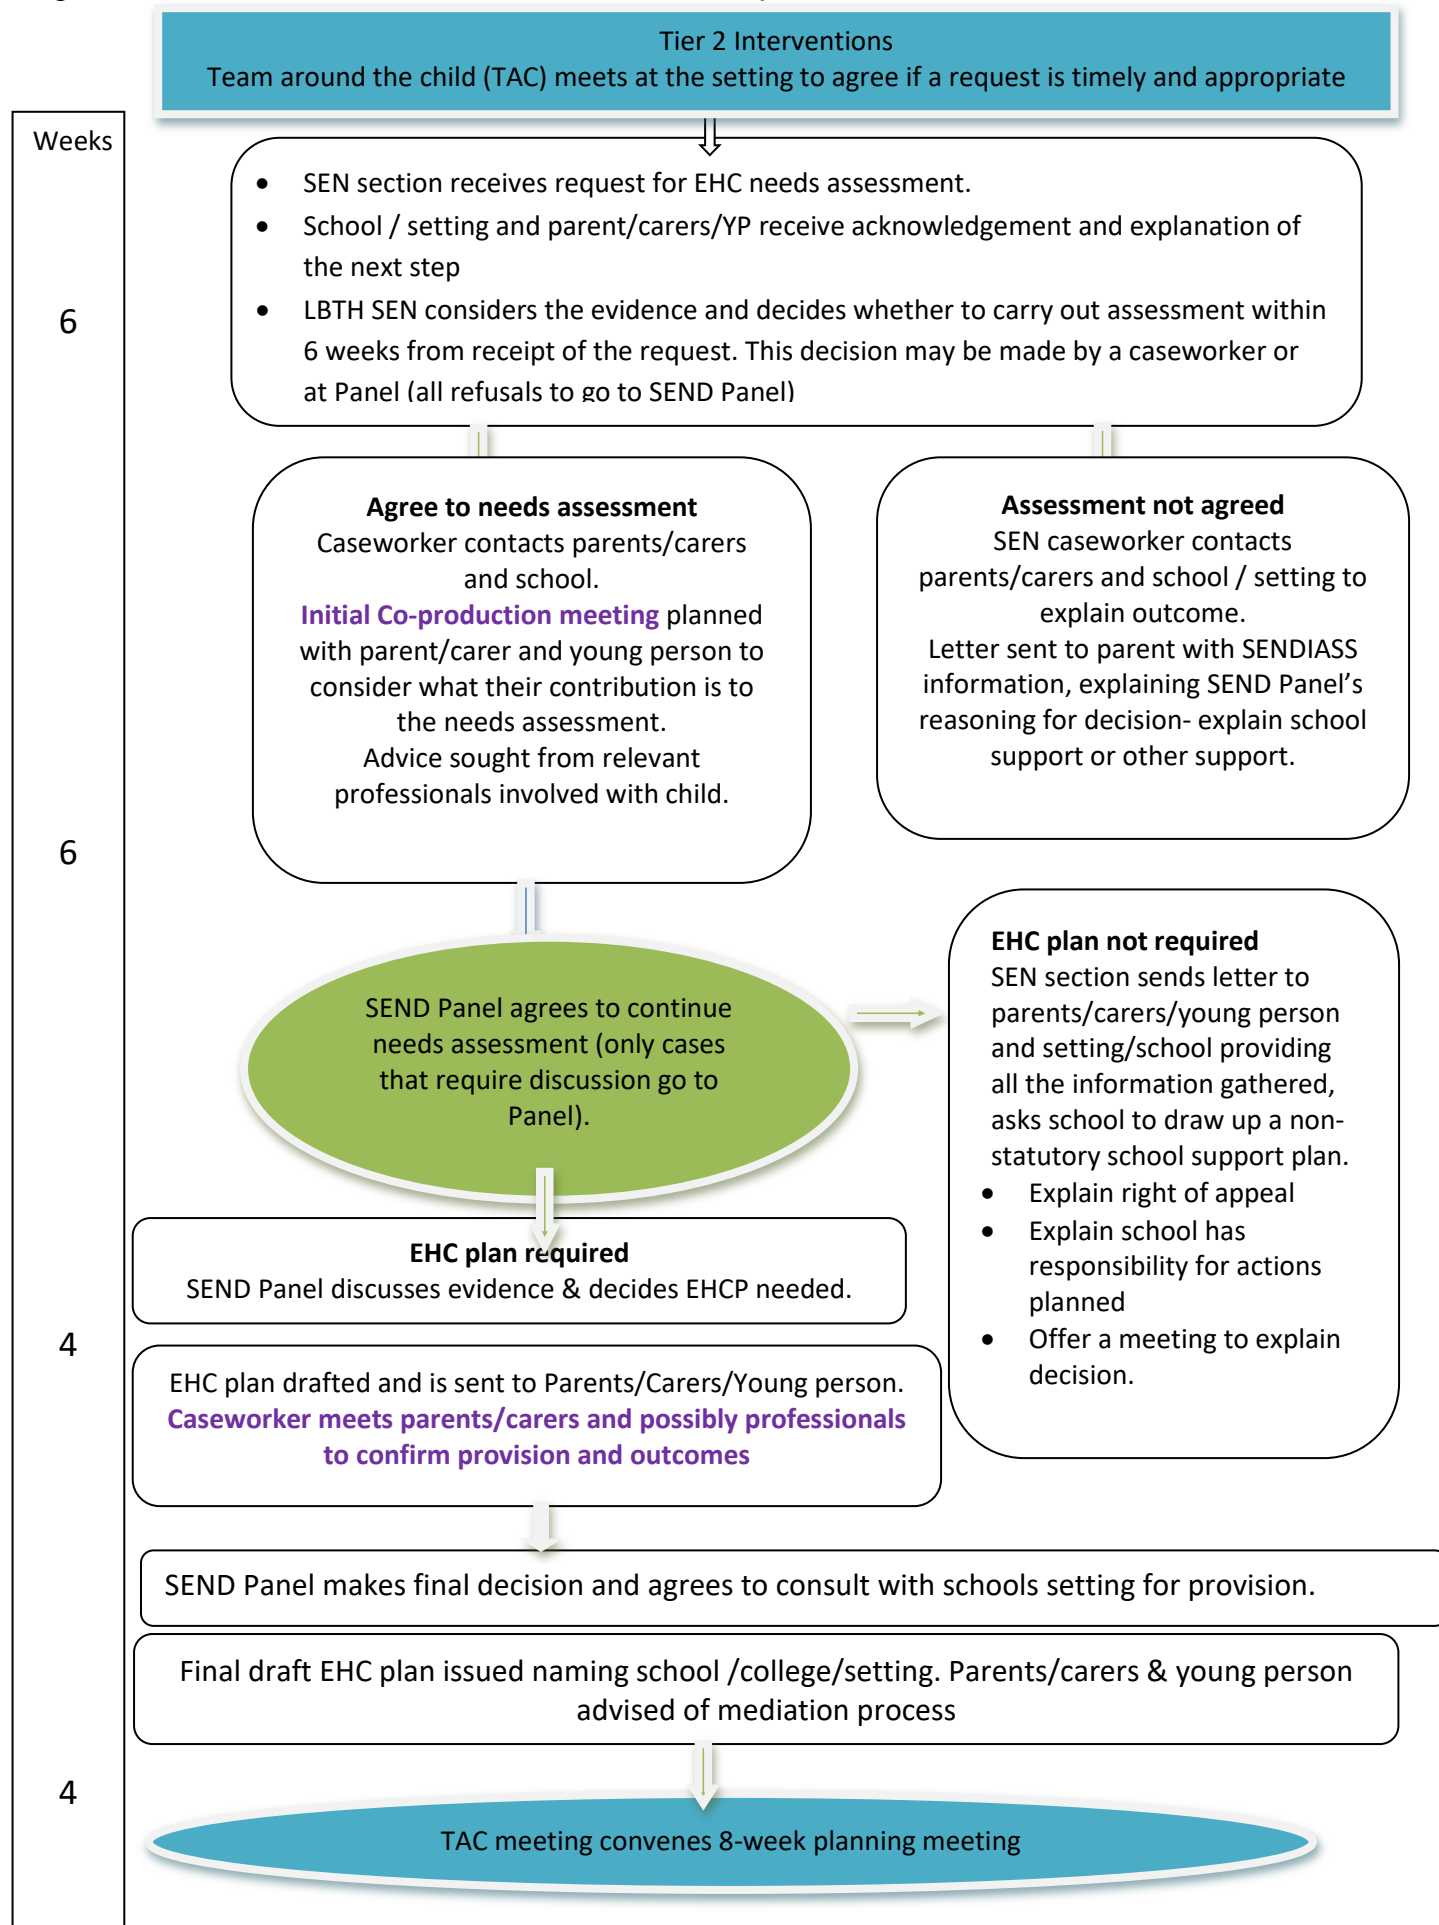 Tier 2 Interventions
Team around the child (TAC) meets at the setting to agree if a request is timely and appropriate
Weeks
• SEN section receives request for EHC needs assessment.
• School / setting and parent/carers/YP receive acknowledgement and explanation of
the next step
• LBTH SEN considers the evidence and decides whether to carry out assessment within
6 weeks from receipt of the request. This decision may be made by a caseworker or
at Panel (all refusals to go to SEND Panel)
6
Agree to needs assessment
Caseworker contacts parents/carers
and school.
Initial Co-production meeting planned
with parent/carer and young person to
consider what their contribution is to
the needs assessment.
Advice sought from relevant
professionals involved with child.
Assessment not agreed
SEN caseworker contacts
parents/carers and school / setting to
explain outcome.
Letter sent to parent with SENDIASS
information, explaining SEND Panel’s
reasoning for decision- explain school
support or other support.
6
SEND Panel agrees to continue
needs assessment (only cases
that require discussion go to
Panel).
EHC plan not required
SEN section sends letter to
parents/carers/young person
and setting/school providing
all the information gathered,
asks school to draw up a non-
statutory school support plan.
• Explain right of appeal
• Explain school has
responsibility for actions
planned
• Offer a meeting to explain
decision.
EHC plan required
SEND Panel discusses evidence & decides EHCP needed.
4
EHC plan drafted and is sent to Parents/Carers/Young person.
Caseworker meets parents/carers and possibly professionals
to confirm provision and outcomes
SEND Panel makes final decision and agrees to consult with schools setting for provision.
Final draft EHC plan issued naming school /college/setting. Parents/carers & young person
advised of mediation process
4
TAC meeting convenes 8-week planning meeting